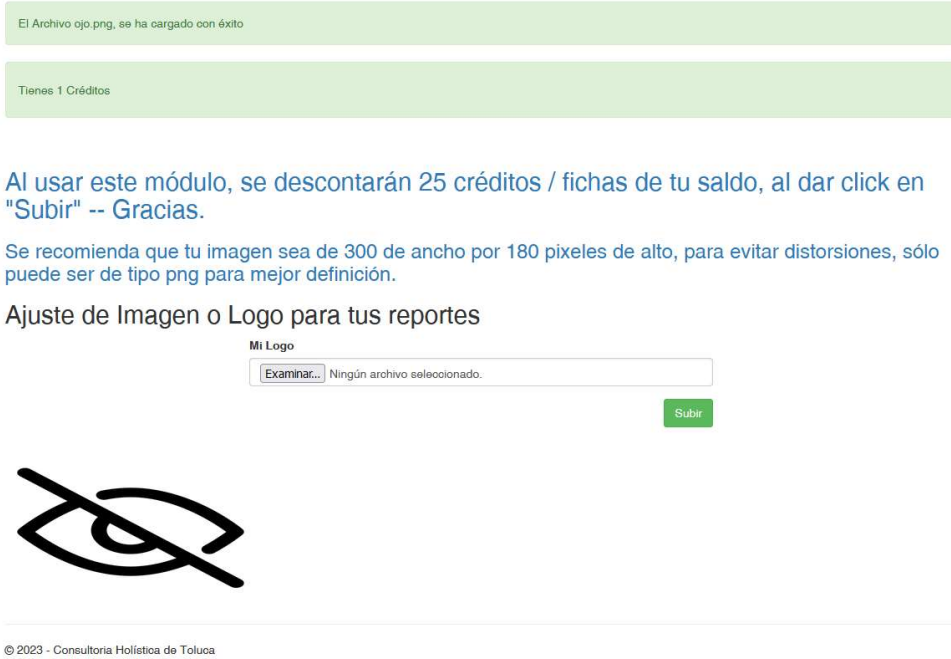 El Archivo ojo.png, se ha cargado con éxito
Tienes 1 Créditos
Al usar este módulo, se descontarán 25 créditos / fichas de tu saldo, al dar click en
"Subir" -- Gracias.
Se recomienda que tu imagen sea de 300 de ancho por 180 pixeles de alto, para evitar distorsiones, sólo
puede ser de tipo png para mejor definición.
Ajuste de Imagen o Logo para tus reportes
Mi Logo
Examinar... Ningún archivo seleccionado.
Subir
© 2023 - Consultoria Holística de Toluca